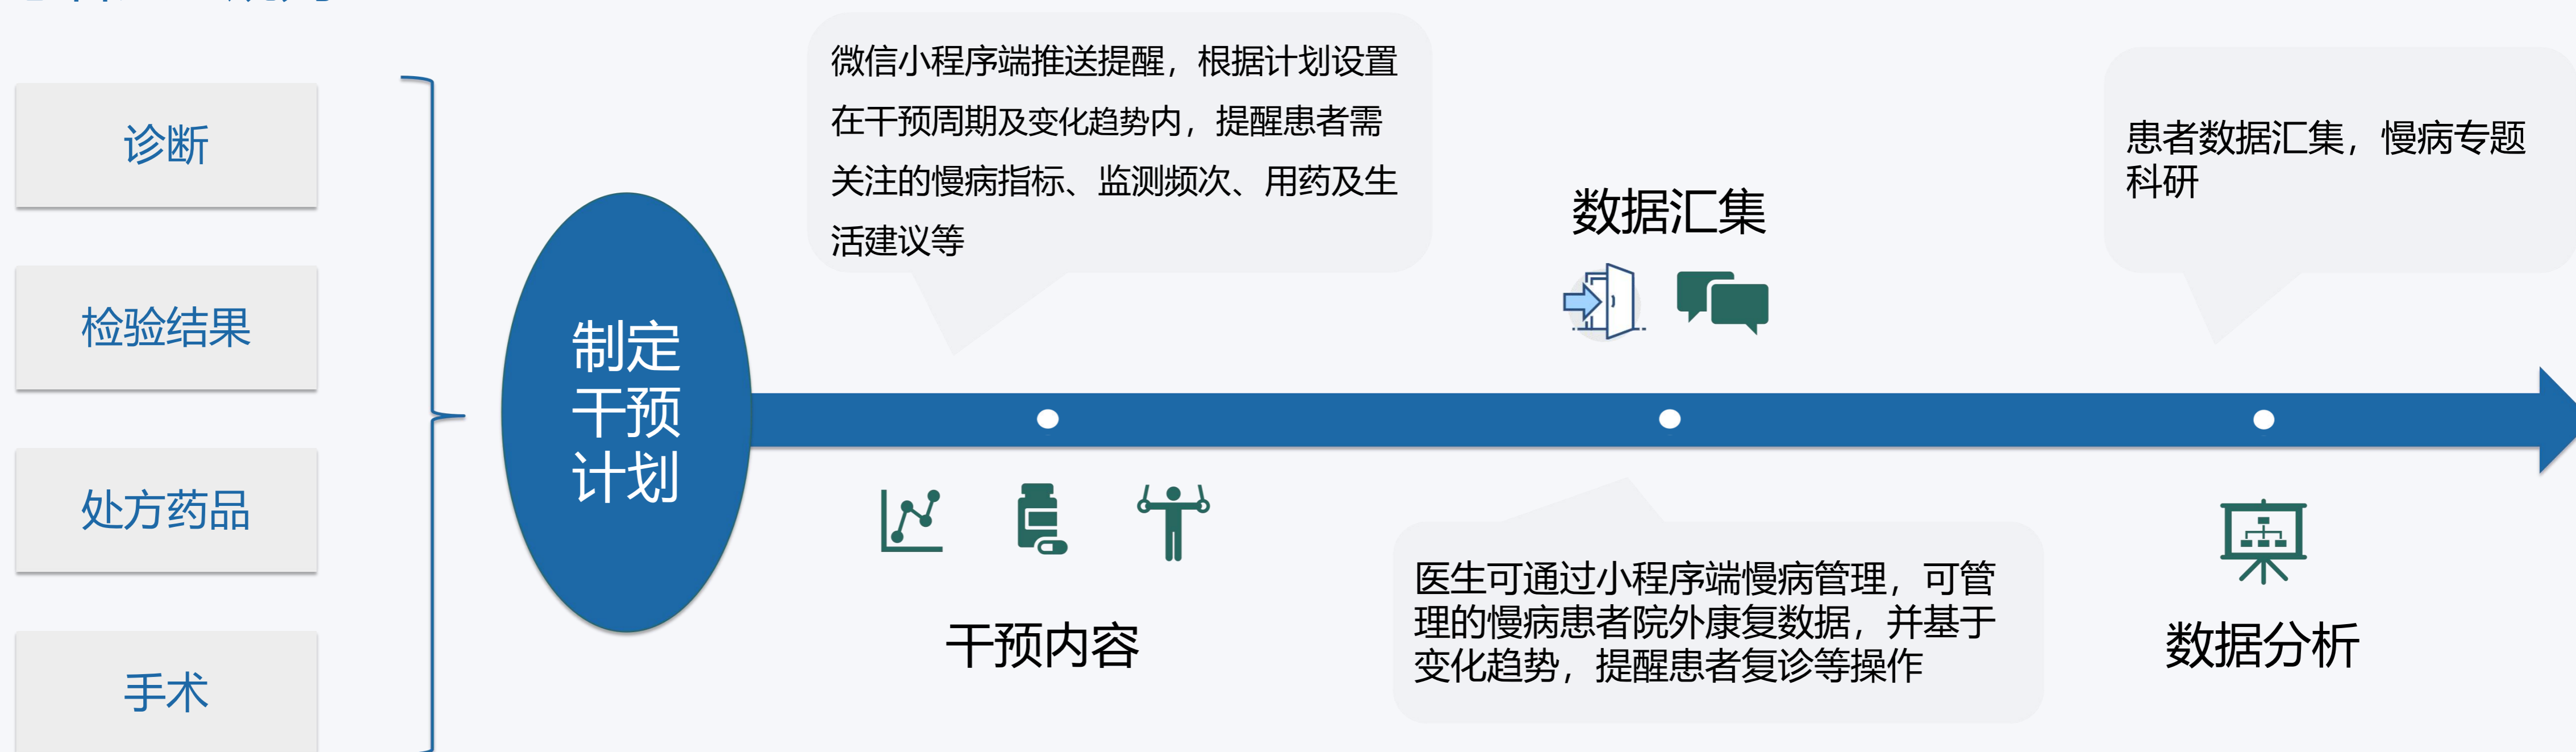 诊断
检验结果
处方药品
手术
制定
干预
计划
微信小程序端推送提醒，根据计划设置
在干预周期及变化趋势内，提醒患者需
关注的慢病指标、监测频次、用药及生
活建议等
干预内容
数据汇集
医生可通过小程序端慢病管理，可管
理的慢病患者院外康复数据，并基于
变化趋势，提醒患者复诊等操作
患者数据汇集，慢病专题
科研
数据分析